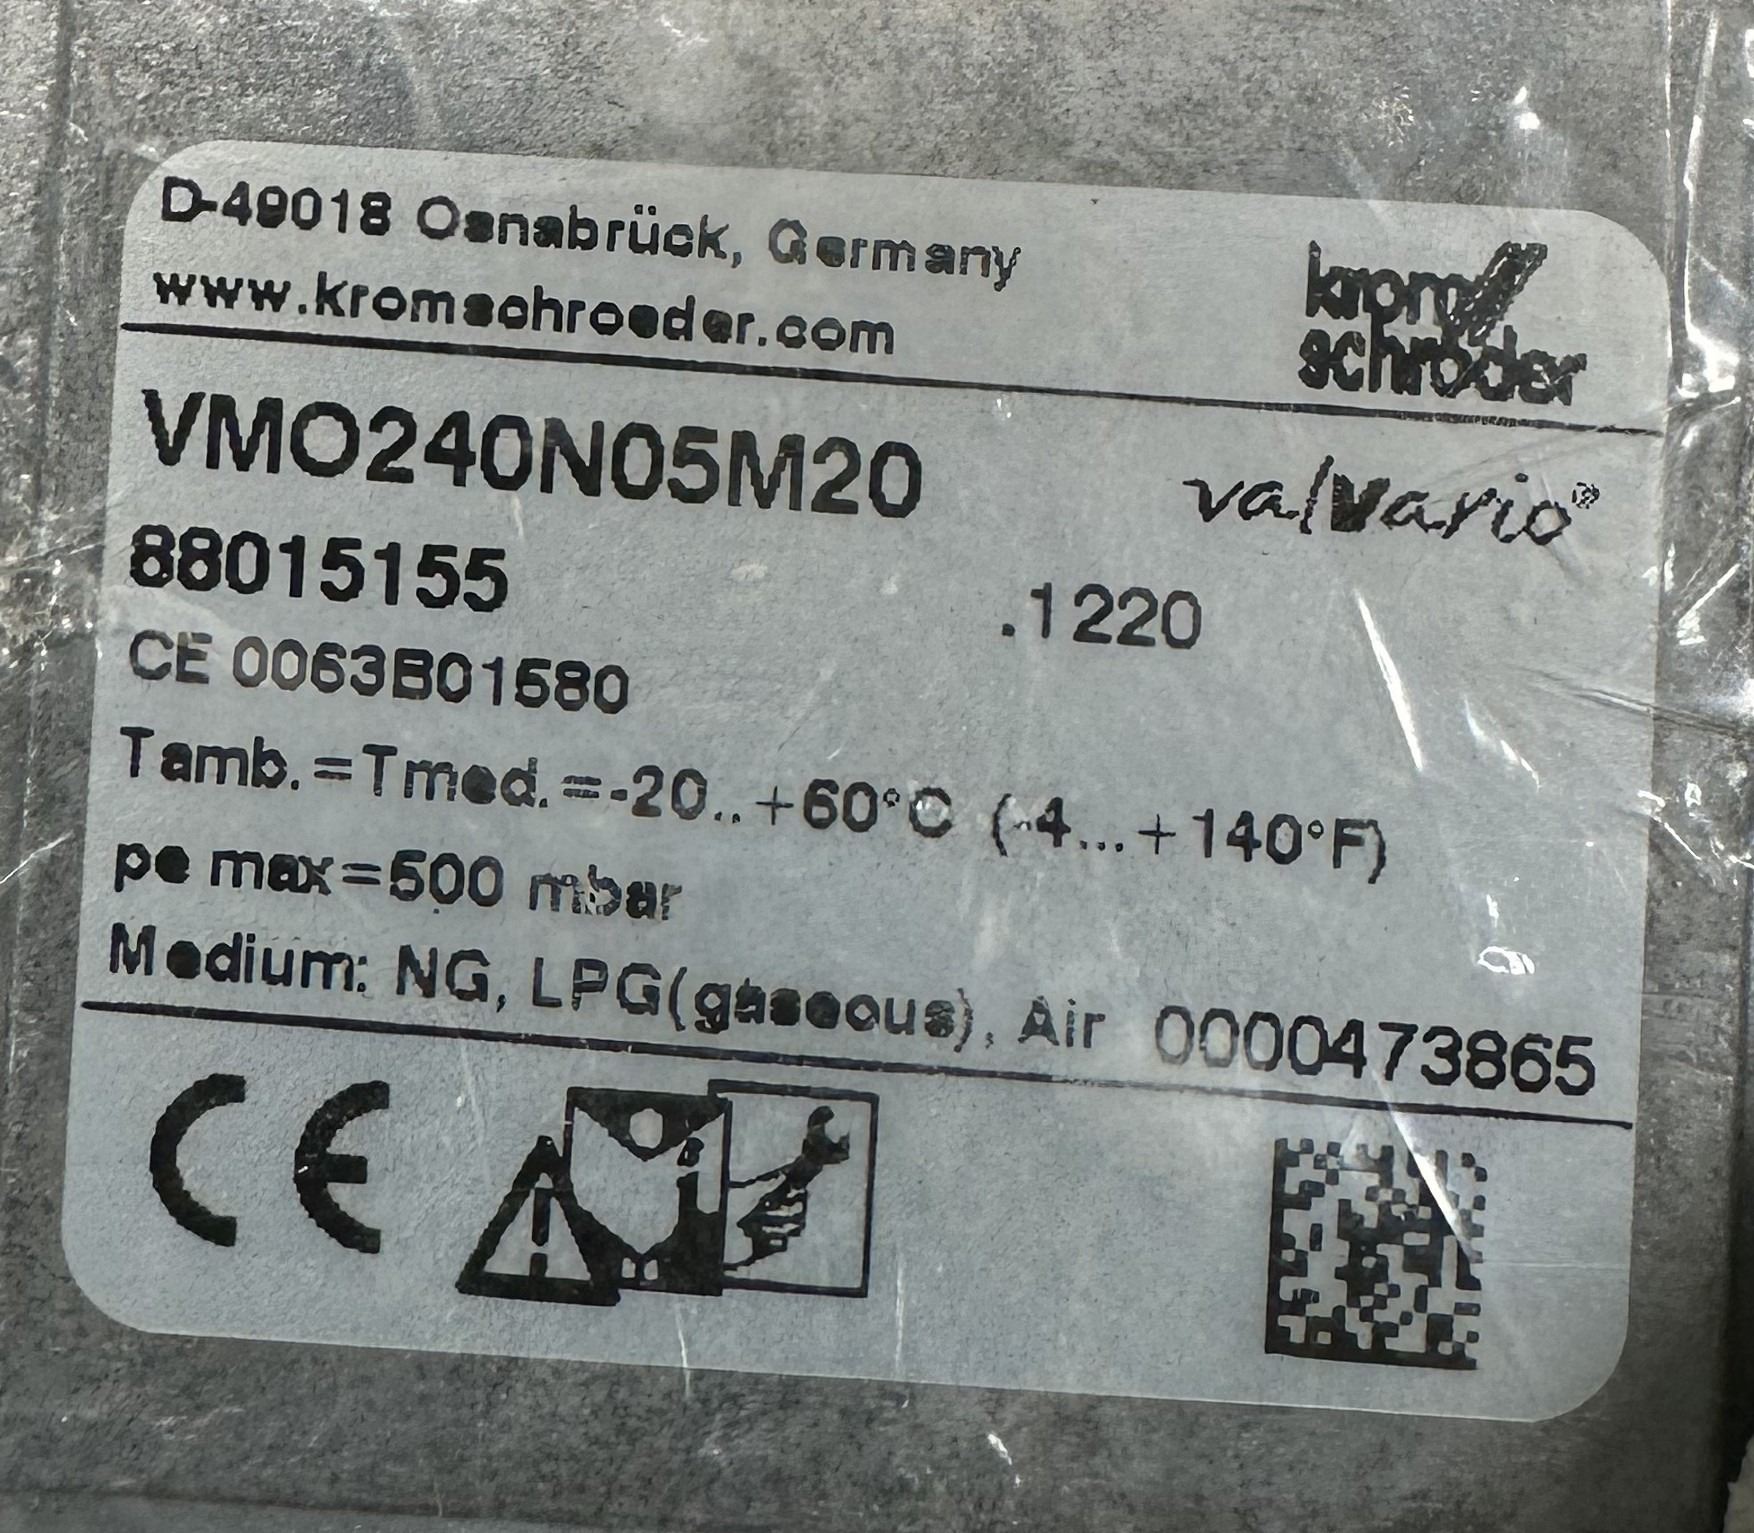 D-49018 Osnabrück, Germany
www.kromschroeder.com
krom
schröder
VMO240N05M20
valvario®
88015155
.1220
CE 0063B01580
Tamb.=Tmed.=-20..+60°C (-4...+140°F)
pe max=500 mbar
Medium: NG, LPG(gaseous), Air 0000473865
CE